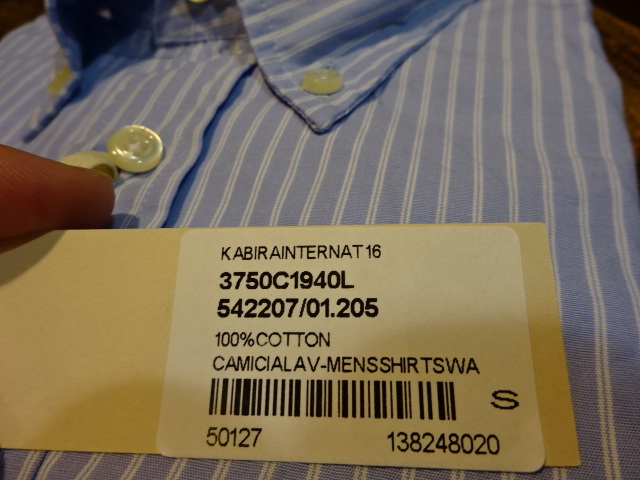 KABIRAINTERNAT16
3750C1940L
542207/01.205
100%COTTON
CAMICIALAV-MENSSHIRTSWA
S
50127 138248020